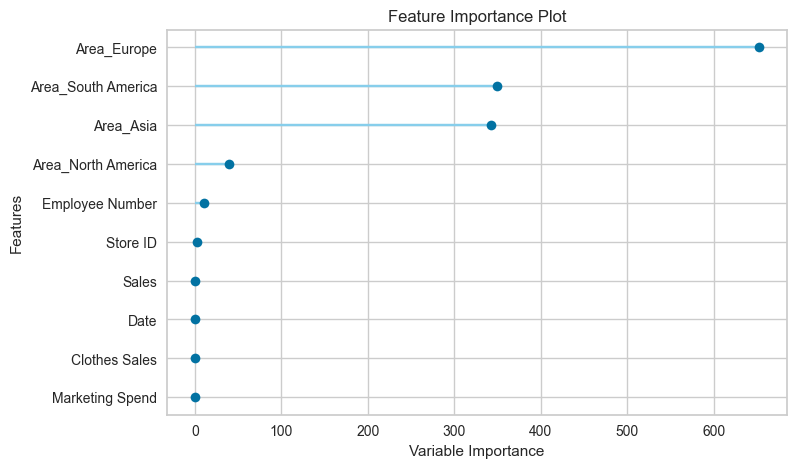 Feature Importance Plot
Features
Area_Europe
Area_South America
Area_Asia
Area_North America
Employee Number
Store ID
Sales
Date
Clothes Sales
Marketing Spend
0 100 200 300 400 500 600
Variable Importance